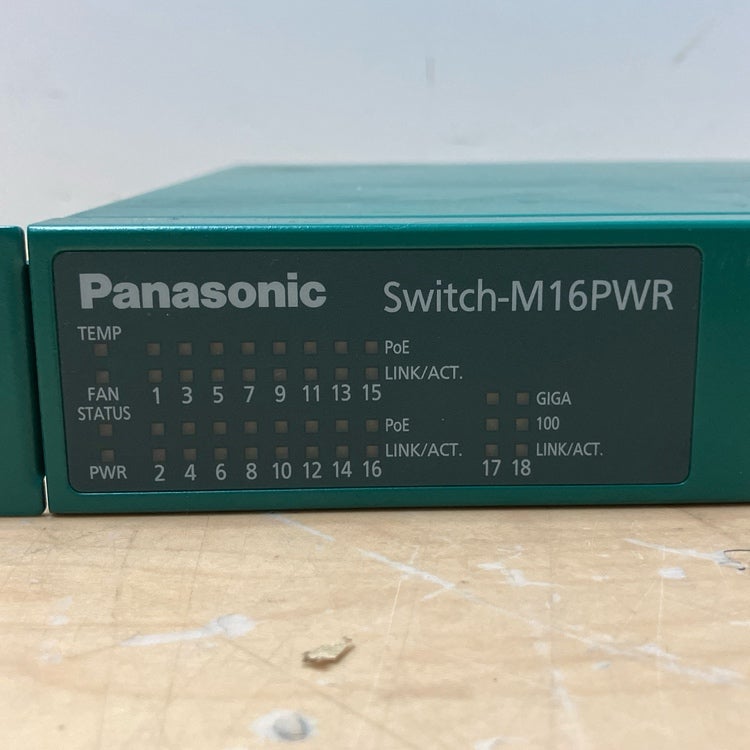 Panasonic Switch-M16PWR
TEMP
PoE
LINK/ACT.
FAN 1 3 5 7 9 11 13 15 GIGA
STATUS
PoE 100
LINK/ACT. LINK/ACT.
PWR 2 4 6 8 10 12 14 16 17 18